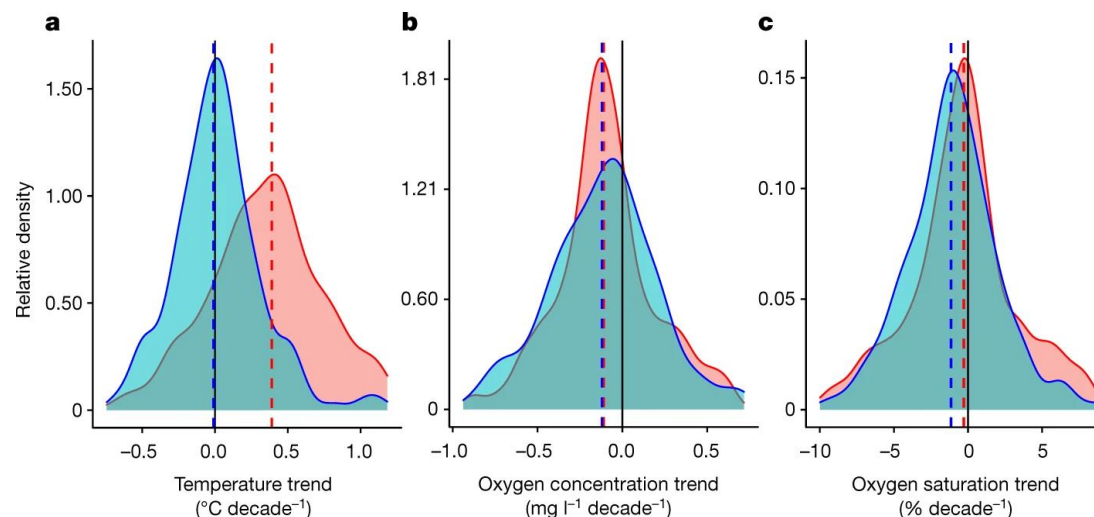 a
b
c
Relative density
1.50
1.00
0.50
0
1.81
1.21
0.60
0
0.15
0.10
0.05
0
−0.5 0.0 0.5 1.0
−1.0 0.0 0.5
−10 −5 0 5
Temperature trend
(°C decade⁻¹)
Oxygen concentration trend
(mg l⁻¹ decade⁻¹)
Oxygen saturation trend
(% decade⁻¹)